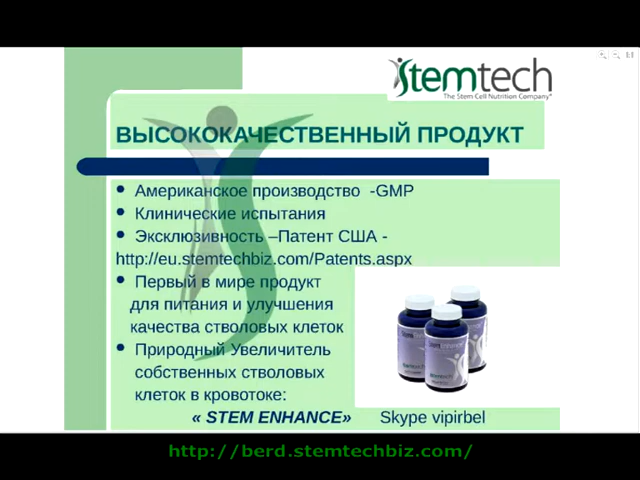 Stemtech
The Stem Cell Nutrition Company
ВЫСОКОКАЧЕСТВЕННЫЙ ПРОДУКТ
• Американское производство -GMP
• Клинические испытания
• Эксклюзивность –Патент США -
http://eu.stemtechbiz.com/Patents.aspx
• Первый в мире продукт
для питания и улучшения
качества стволовых клеток
• Природный Увеличитель
собственных стволовых
клеток в кровотоке:
« STEM ENHANCE» Skype vipirbel
http://berd.stemtechbiz.com/